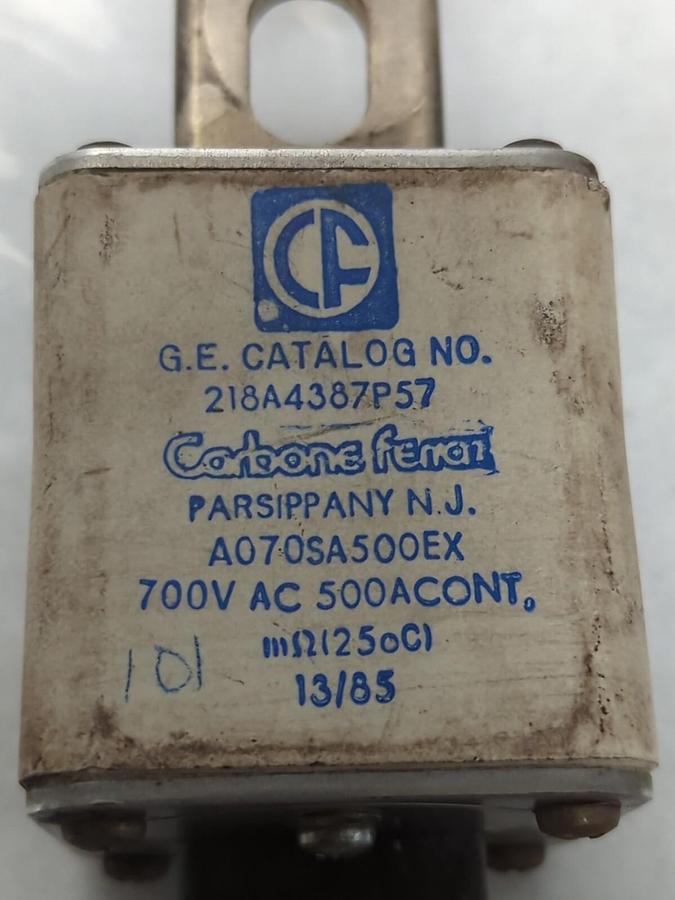 CF
G.E. CATALOG NO.
218A4387P57
Carbone Ferraz
PARSIPPANY N.J.
A070SA500EX
700V AC 500ACONT.
mΩ(25oC)
101
13/85